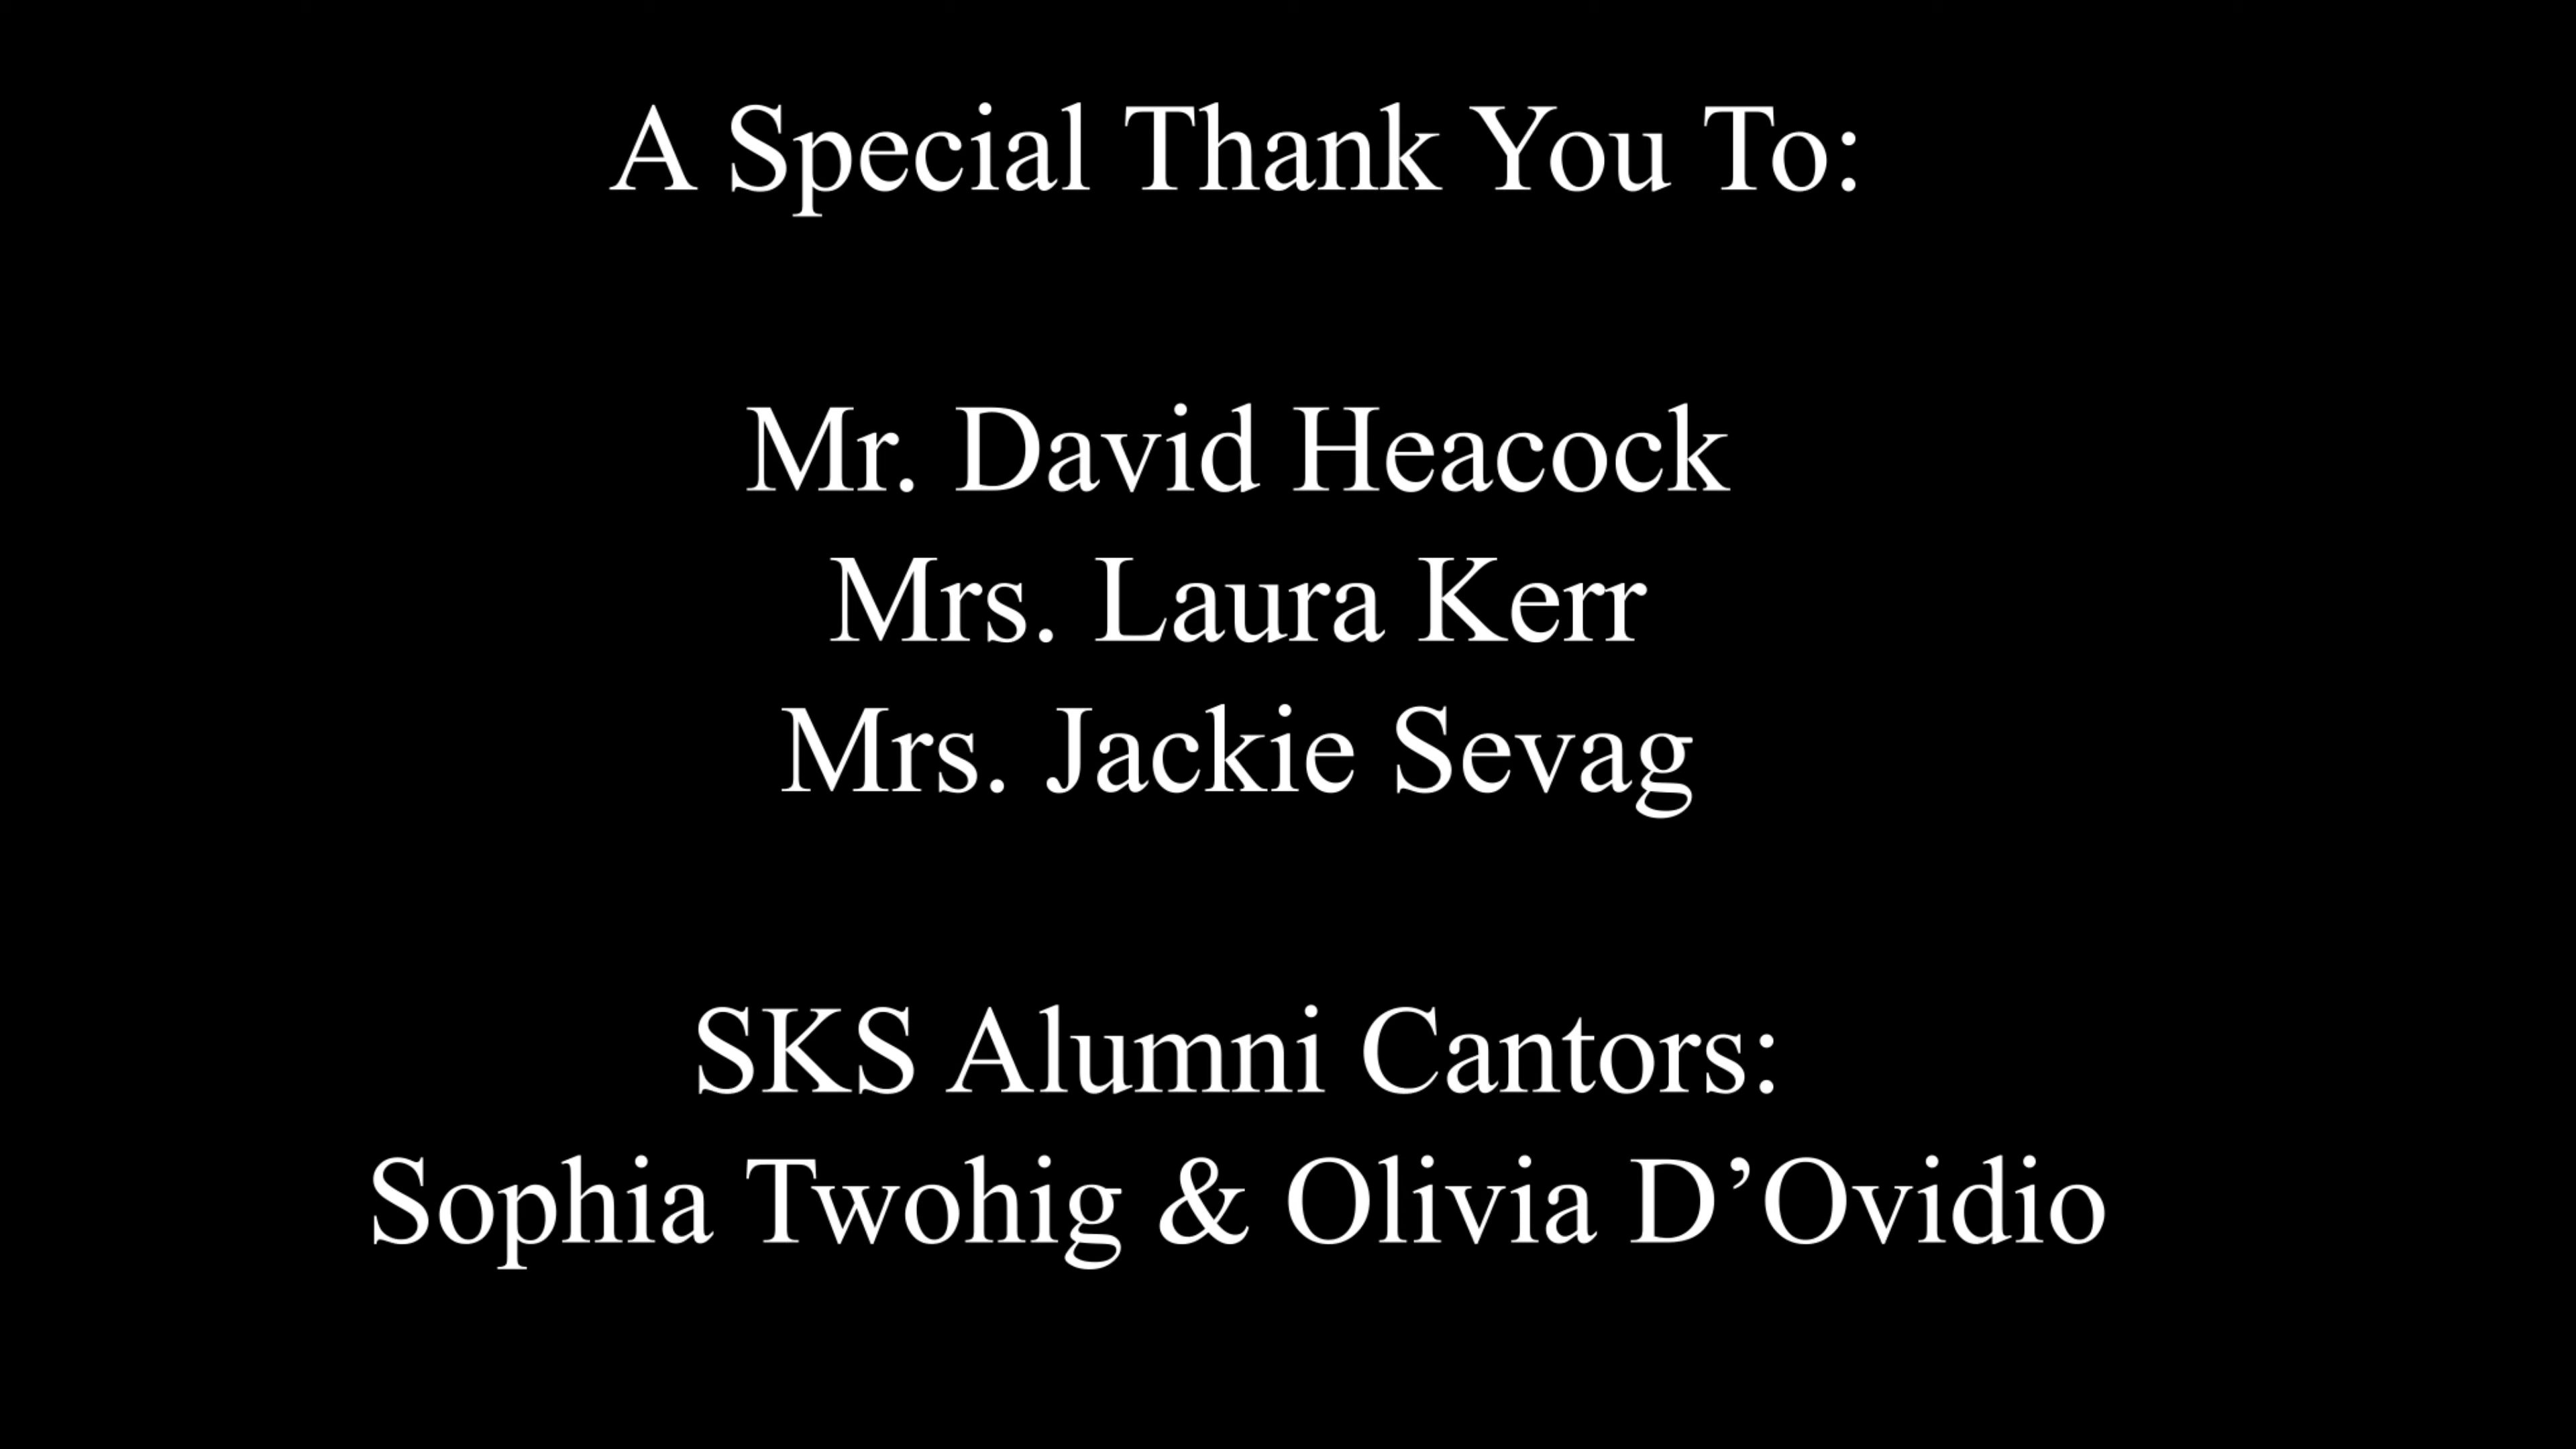 A Special Thank You To:
Mr. David Heacock
Mrs. Laura Kerr
Mrs. Jackie Sevag
SKS Alumni Cantors:
Sophia Twohig & Olivia D’Ovidio